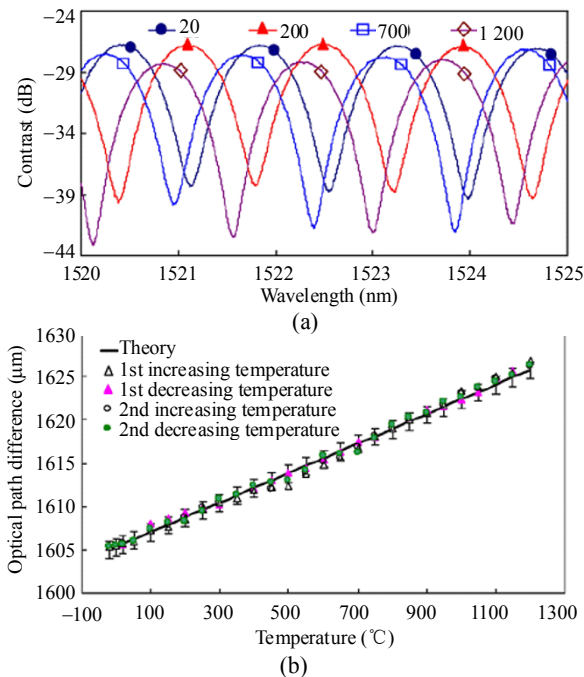 20 200 700 1 200
−24
−29
−34
−39
−44
Contrast (dB)
1520 1521 1522 1523 1524 1525
Wavelength (nm)
(a)
1630
1625
1620
1615
1610
1605
1600
Optical path difference (μm)
Theory
1st increasing temperature
1st decreasing temperature
2nd increasing temperature
2nd decreasing temperature
−100 100 300 500 700 900 1100 1300
Temperature (℃)
(b)